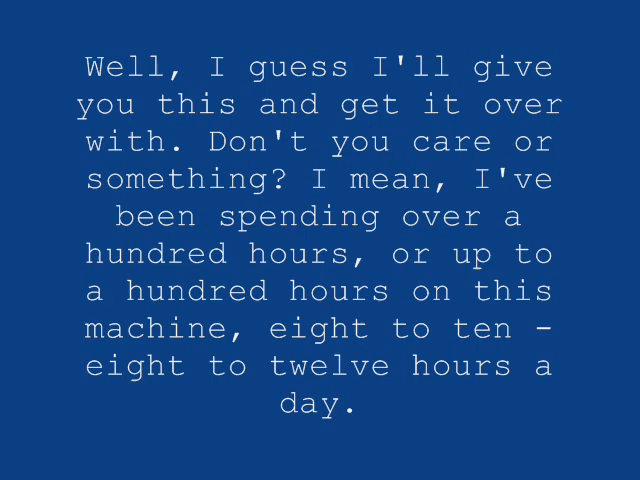 Well, I guess I'll give
you this and get it over
with. Don't you care or
something? I mean, I've
been spending over a
hundred hours, or up to
a hundred hours on this
machine, eight to ten -
eight to twelve hours a
day.